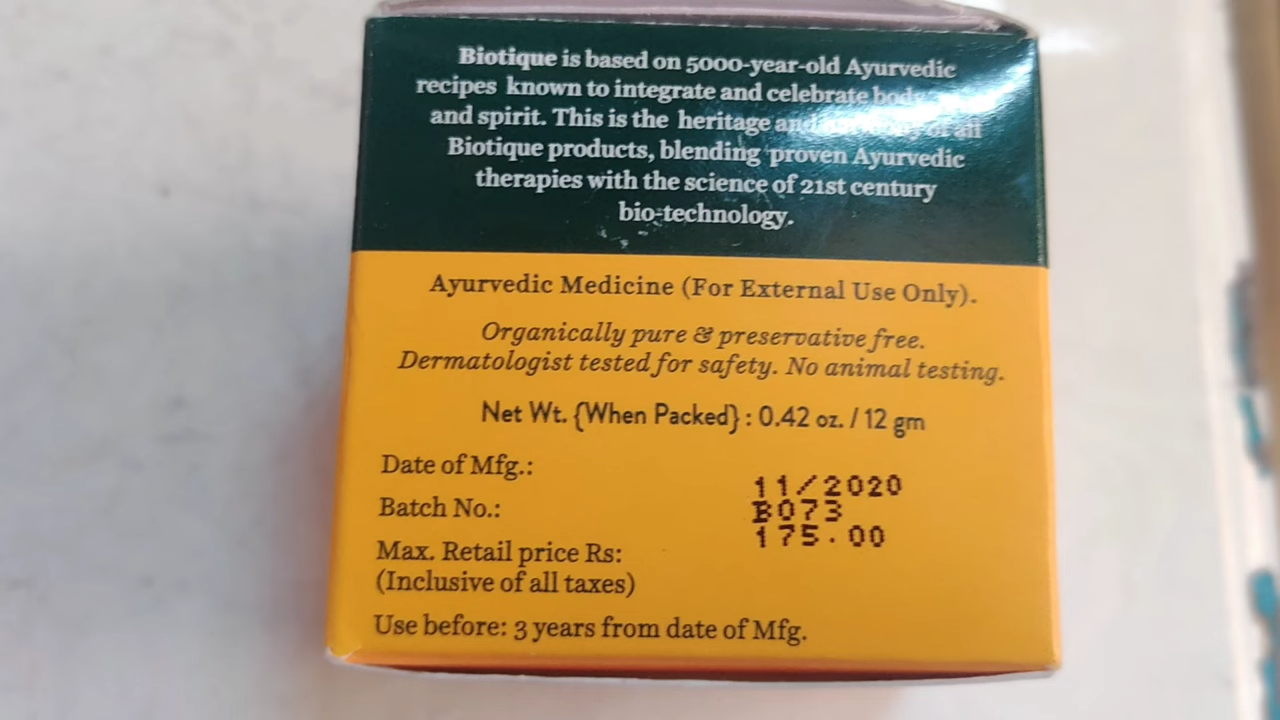 Biotique is based on 5000-year-old Ayurvedic
recipes known to integrate and celebrate
and spirit. This is the heritage of all
Biotique products, blending proven Ayurvedic
therapies with the science of 21st century
bio-technology.
Ayurvedic Medicine (For External Use Only).
Organically pure & preservative free.
Dermatologist tested for safety. No animal testing.
Net Wt. {When Packed} : 0.42 oz. / 12 gm
Date of Mfg.:
11/2020
Batch No.:
B073
Max. Retail price Rs:
175.00
(Inclusive of all taxes)
Use before: 3 years from date of Mfg.